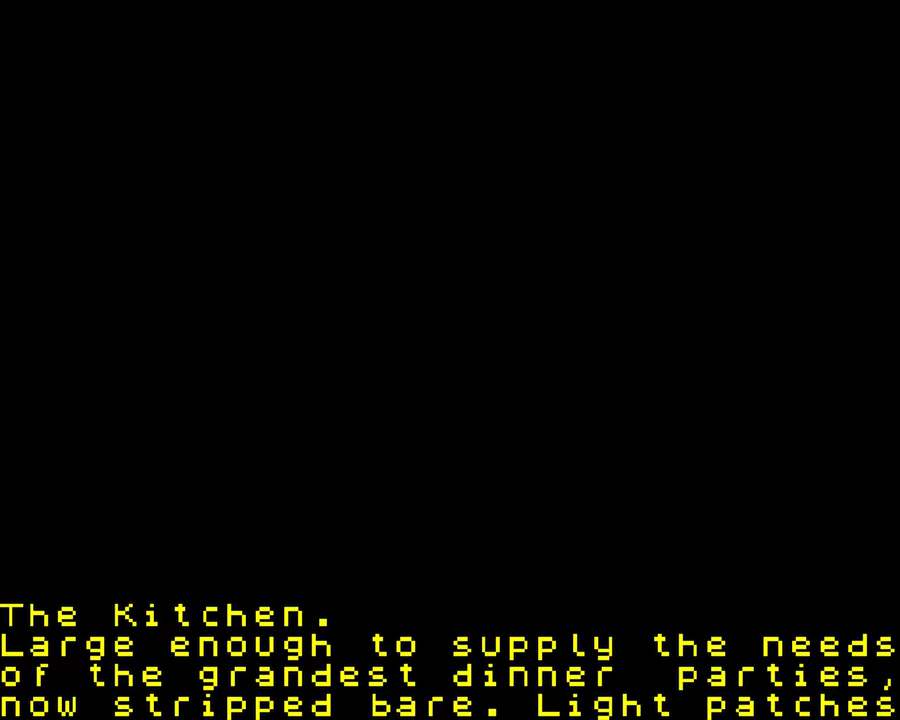 The Kitchen.
Large enough to supply the needs
of the grandest dinner  parties,
now stripped bare. Light patches